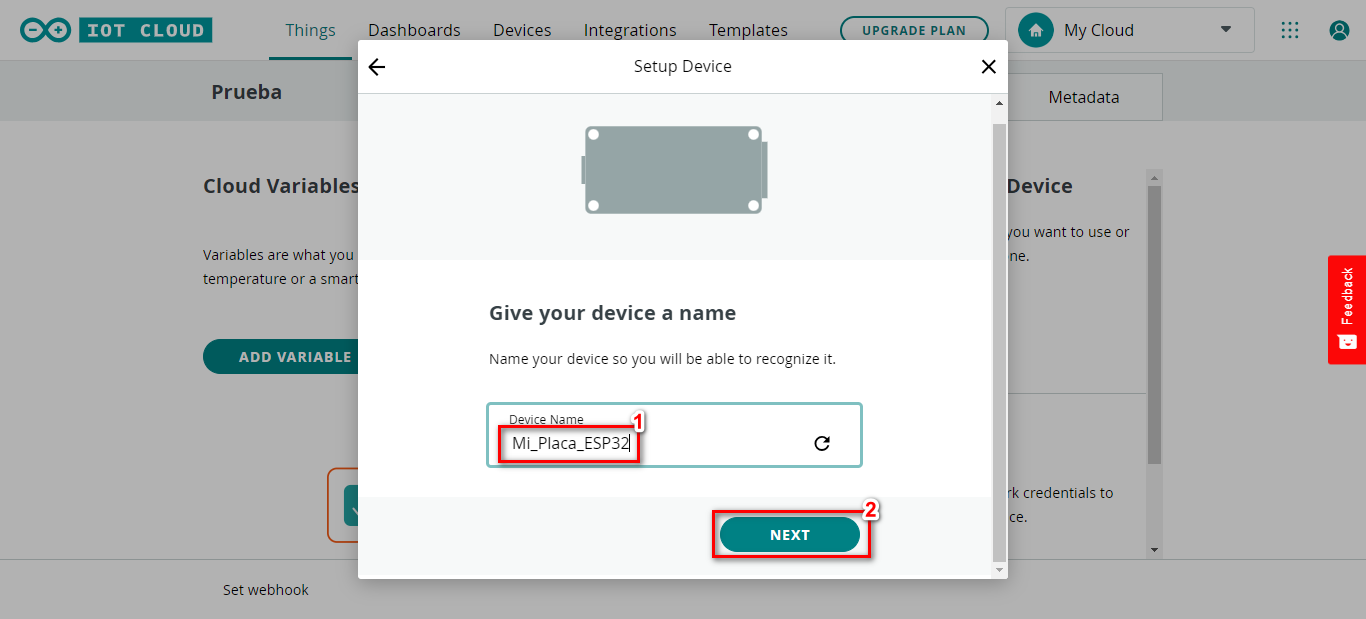 IOT CLOUD
Things
Dashboards
Devices
Integrations
Templates
UPGRADE PLAN
My Cloud
Setup Device
Prueba
Metadata
Cloud Variables
Device
Variables are what you
temperature or a smart
you want to use or
ne.
ADD VARIABLE
Give your device a name
Name your device so you will be able to recognize it.
Device Name
1
Mi_Placa_ESP32
2
NEXT
rk credentials to
ce.
Set webhook
Feedback